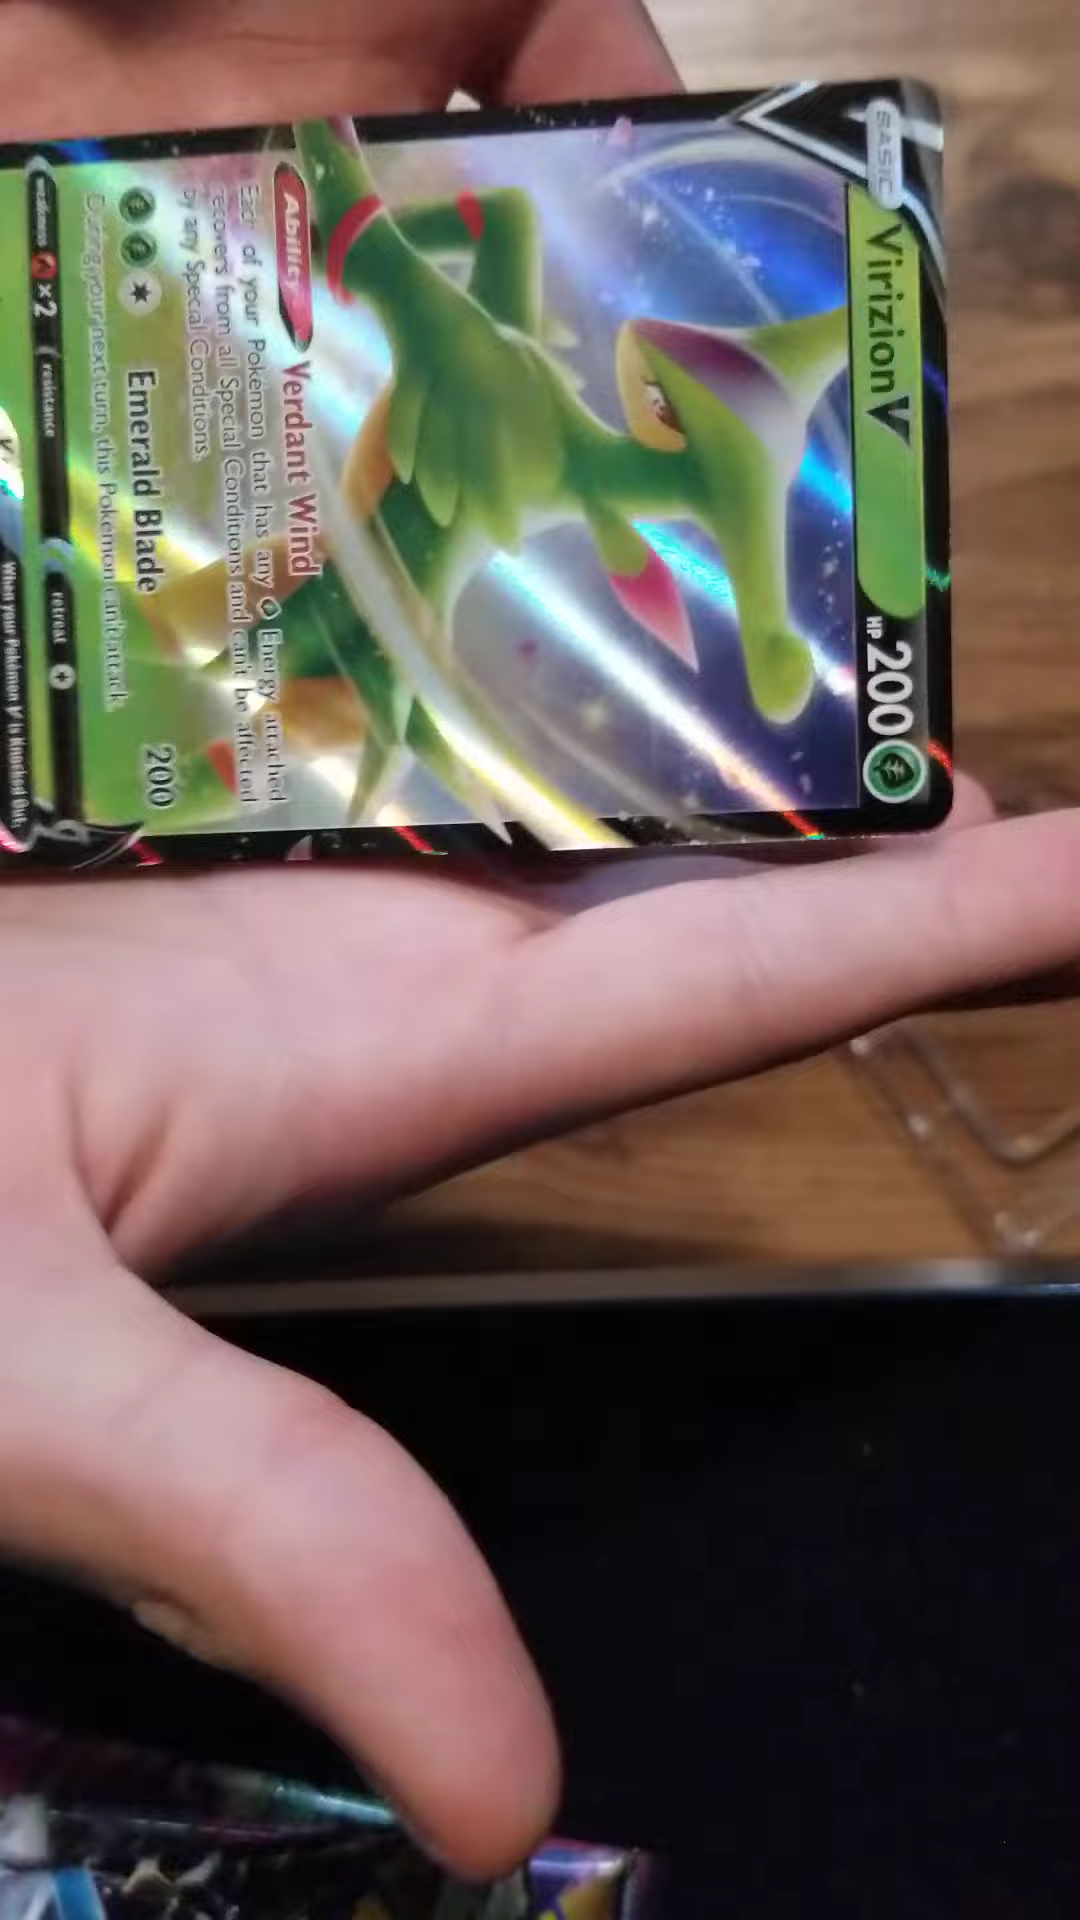 BASIC
Virizion V
HP 200
Ability Verdant Wind
Each of your Pokémon that has any Energy attached
recovers from all Special Conditions and can't be affected
by any Special Conditions.
Emerald Blade 200
During your next turn, this Pokémon can't attack.
weakness ×2 resistance retreat
When your Pokémon V is Knocked Out,